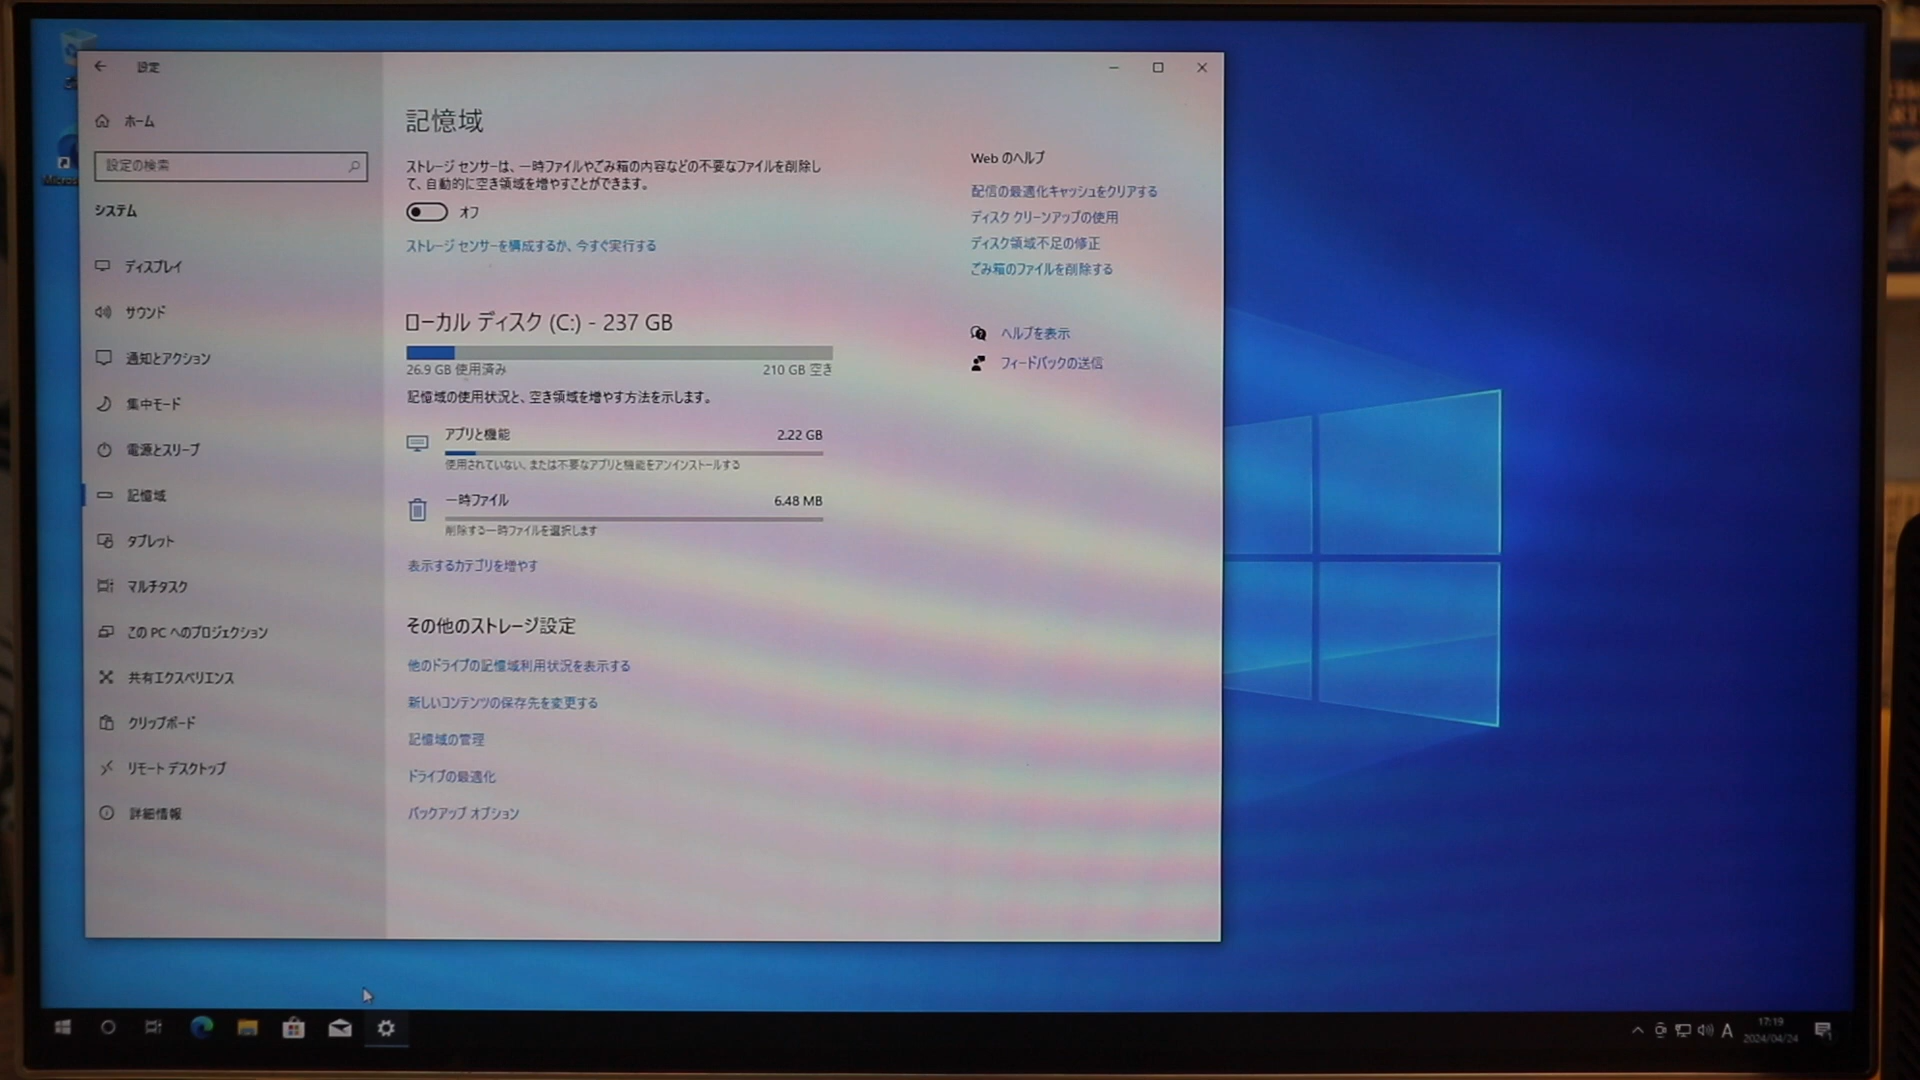 設定
ホーム
設定の検索
システム
ディスプレイ
サウンド
通知とアクション
集中モード
電源とスリープ
記憶域
タブレット
マルチタスク
この PC へのプロジェクション
共有エクスペリエンス
クリップボード
リモート デスクトップ
詳細情報
記憶域
ストレージ センサーは、一時ファイルやごみ箱の内容などの不要なファイルを削除し
て、自動的に空き領域を増やすことができます。
オフ
ストレージ センサーを構成するか、今すぐ実行する
ローカル ディスク (C:) - 237 GB
26.9 GB 使用済み
210 GB 空き
記憶域の使用状況と、空き領域を増やす方法を示します。
アプリと機能
2.22 GB
使用されていない、または不要なアプリと機能をアンインストールする
一時ファイル
6.48 MB
削除する一時ファイルを選択します
表示するカテゴリを増やす
その他のストレージ設定
他のドライブの記憶域利用状況を表示する
新しいコンテンツの保存先を変更する
記憶域の管理
ドライブの最適化
バックアップ オプション
Web のヘルプ
配信の最適化キャッシュをクリアする
ディスク クリーンアップの使用
ディスク領域不足の修正
ごみ箱のファイルを削除する
ヘルプを表示
フィードバックの送信
A
17:19
2024/04/24